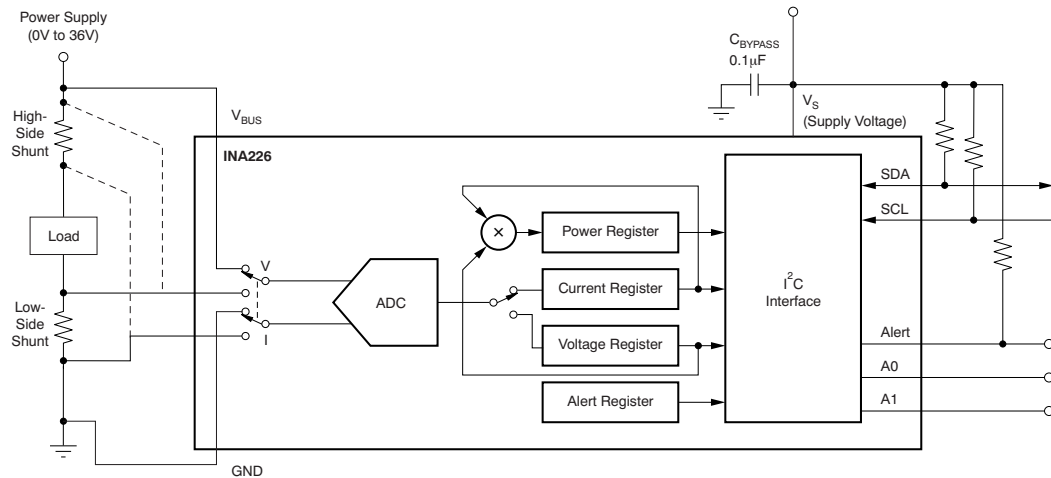 Power Supply
(0V to 36V)
High-
Side
Shunt
Load
Low-
Side
Shunt
V_BUS
GND
INA226
V
I
ADC
×
Power Register
Current Register
Voltage Register
Alert Register
C_BYPASS
0.1µF
V_S
(Supply Voltage)
I²C
Interface
SDA
SCL
Alert
A0
A1